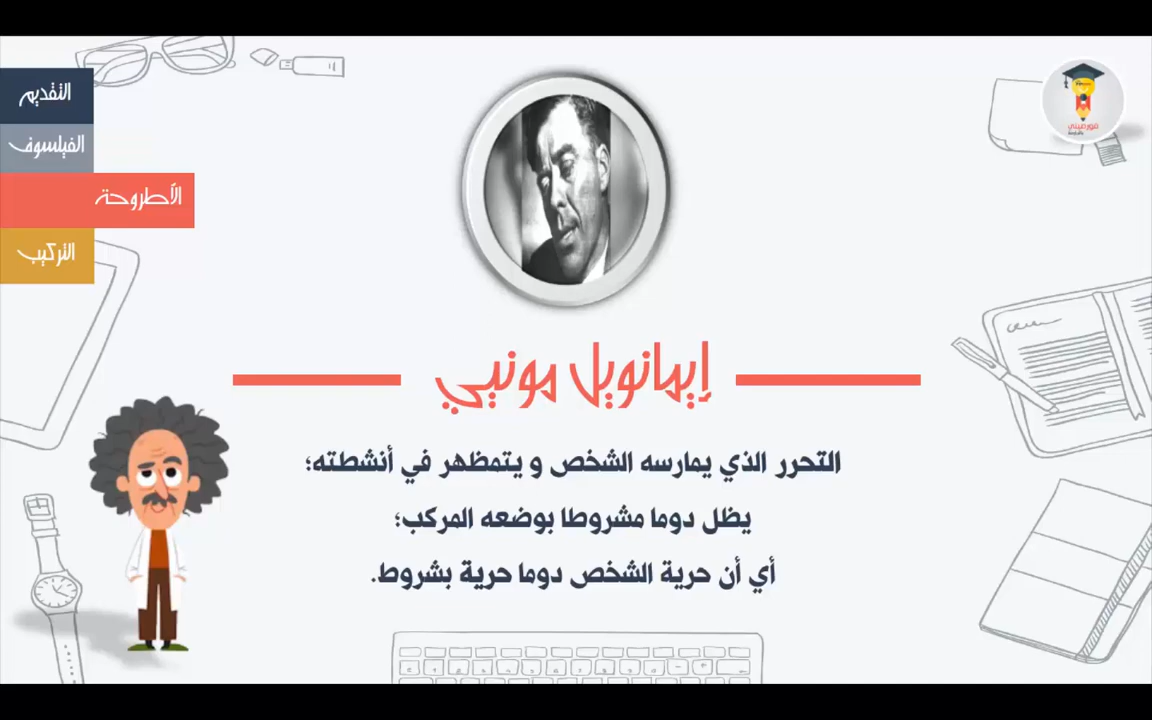 التقديم
الفيلسوف
الأطروحة
التركيب
إيمانويل مونيي
التحرر الذي يمارسه الشخص و يتمظهر في أنشطته؛
يظل دوما مشروطا بوضعه المركب؛
أي أن حرية الشخص دوما حرية بشروط.